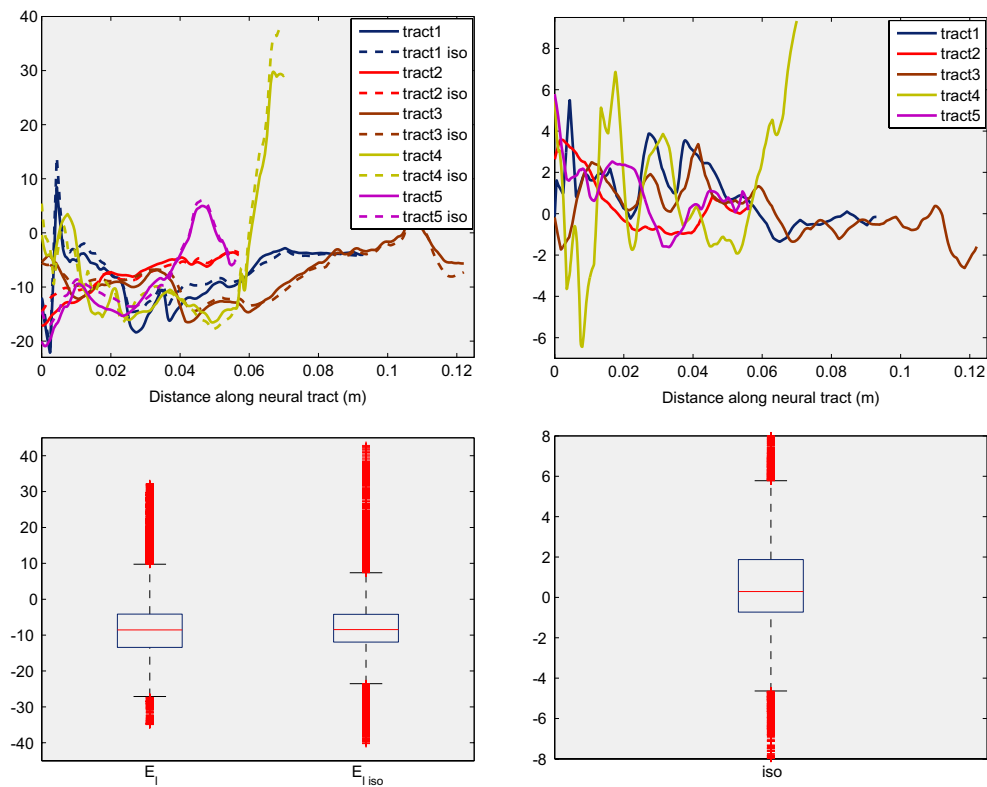 40
30
20
10
0
-10
-20
0
0.02
0.04
0.06
0.08
0.1
0.12
Distance along neural tract (m)
tract1
tract1 iso
tract2
tract2 iso
tract3
tract3 iso
tract4
tract4 iso
tract5
tract5 iso
8
6
4
2
0
-2
-4
-6
0
0.02
0.04
0.06
0.08
0.1
0.12
Distance along neural tract (m)
tract1
tract2
tract3
tract4
tract5
40
30
20
10
0
-10
-20
-30
-40
E_l
E_l iso
8
6
4
2
0
-2
-4
-6
-8
iso